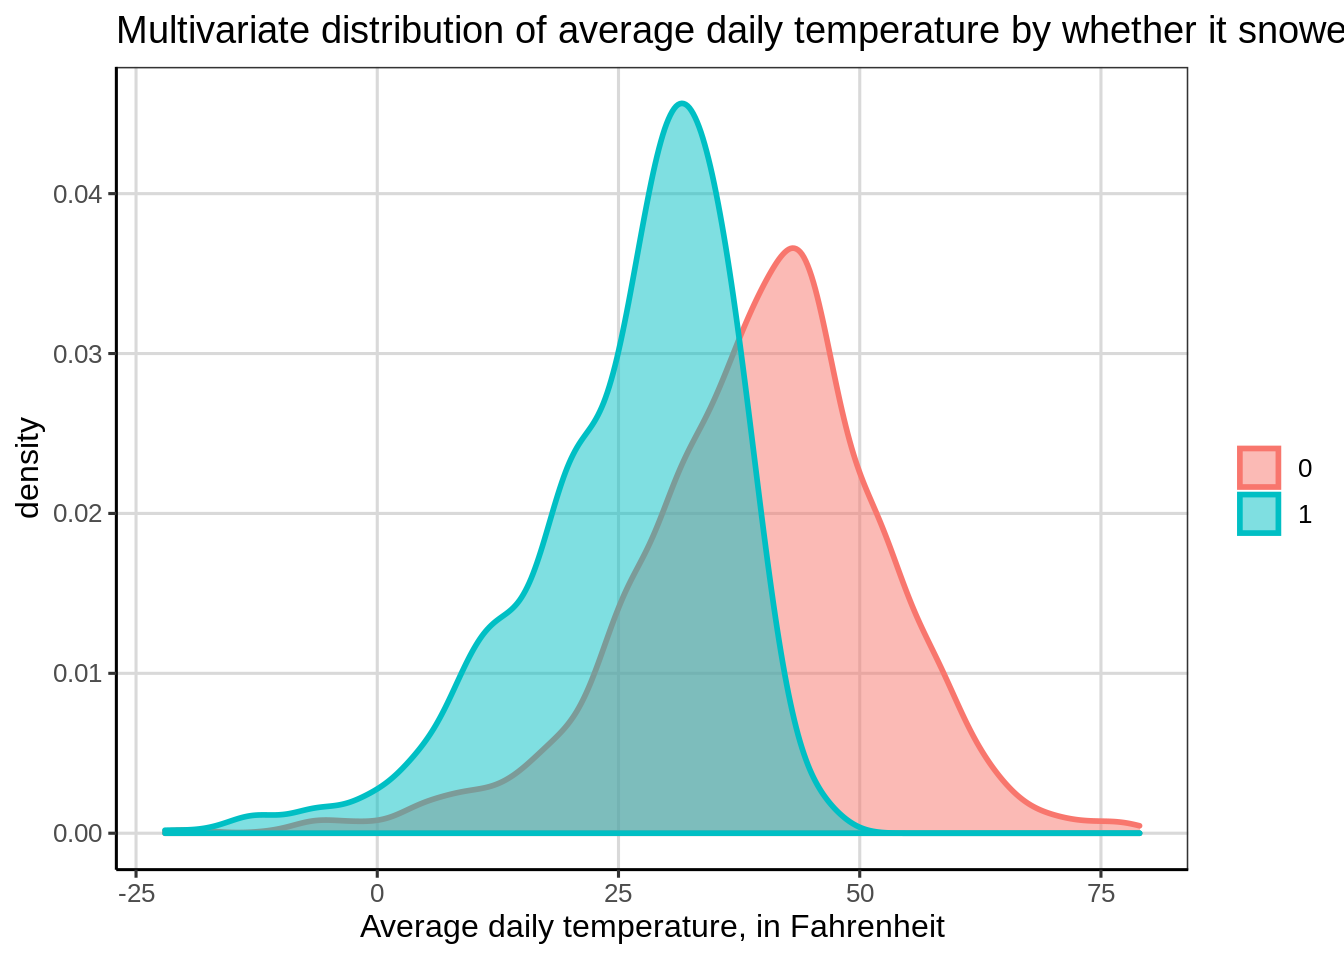 Multivariate distribution of average daily temperature by whether it snowe
density
0.04
0.03
0.02
0.01
0.00
-25 0 25 50 75
Average daily temperature, in Fahrenheit
0
1